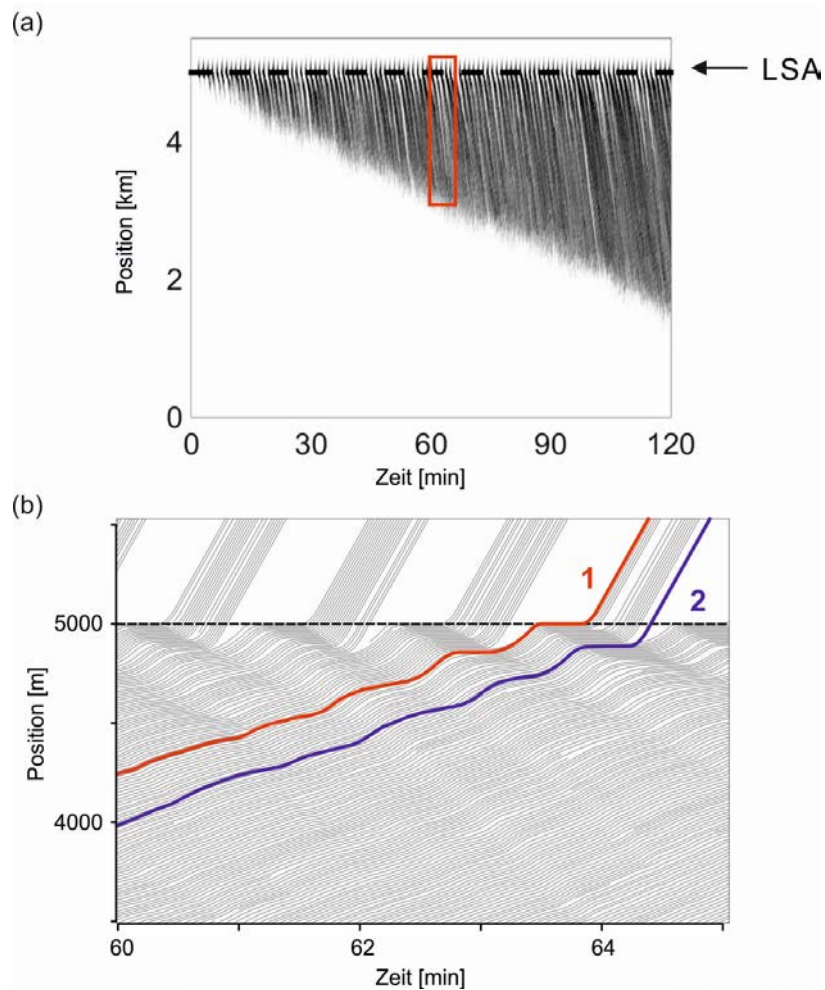 (a)
LSA
Position [km]
4
2
0
0 30 60 90 120
Zeit [min]
(b)
1
2
5000
Position [m]
4000
60 62 64
Zeit [min]